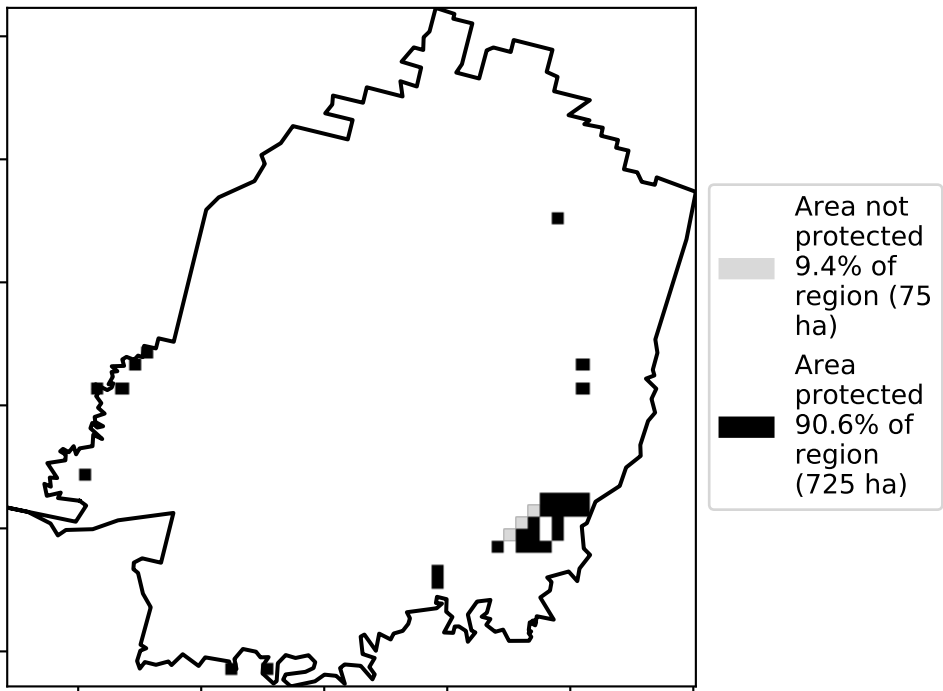 Area not
protected
9.4% of
region (75
ha)
Area
protected
90.6% of
region
(725 ha)